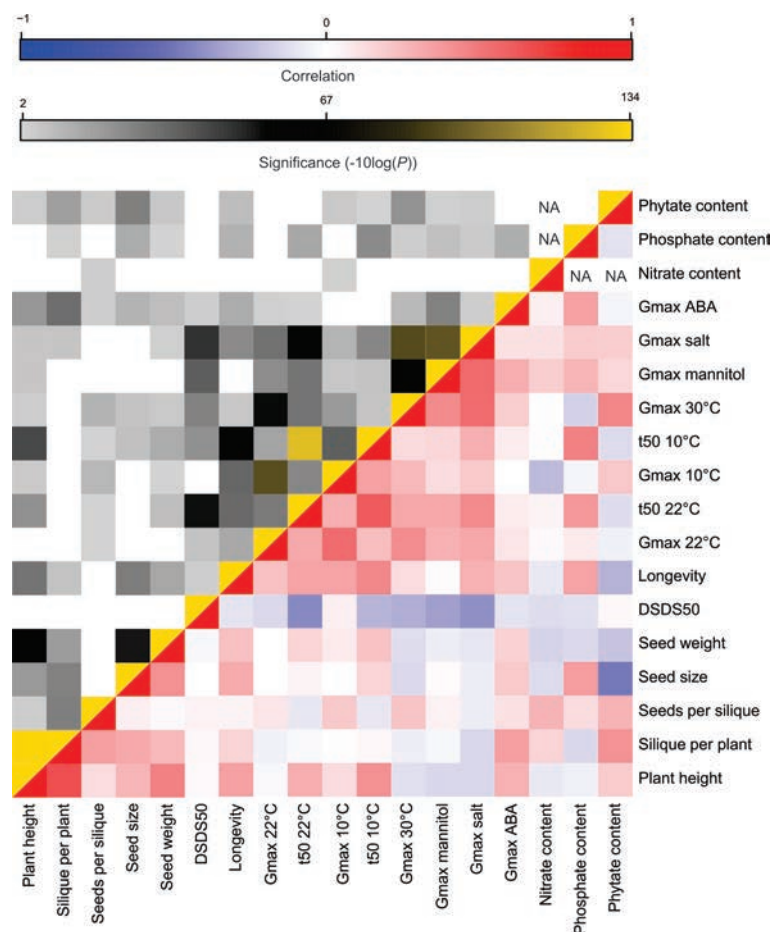 −1 0 1
Correlation
2 67 134
Significance (-10log(P))
NA Phytate content
NA Phosphate content
NA NA Nitrate content
Gmax ABA
Gmax salt
Gmax mannitol
Gmax 30°C
t50 10°C
Gmax 10°C
t50 22°C
Gmax 22°C
Longevity
DSDS50
Seed weight
Seed size
Seeds per silique
Silique per plant
Plant height
Plant height
Silique per plant
Seeds per silique
Seed size
Seed weight
DSDS50
Longevity
Gmax 22°C
t50 22°C
Gmax 10°C
t50 10°C
Gmax 30°C
Gmax mannitol
Gmax salt
Gmax ABA
Nitrate content
Phosphate content
Phytate content